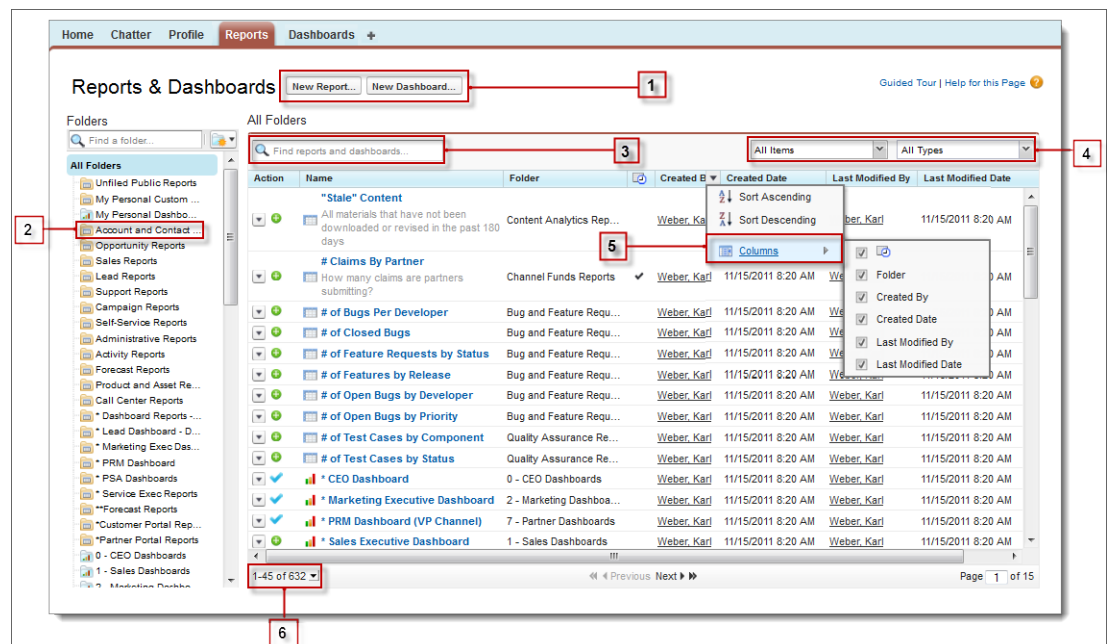 Home Chatter Profile Reports Dashboards +
Reports & Dashboards New Report... New Dashboard... 1 Guided Tour | Help for this Page ?
Folders
Find a folder...
All Folders
Unfiled Public Reports
My Personal Custom ...
My Personal Dashbo...
2 Account and Contact ...
Opportunity Reports
Sales Reports
Lead Reports
Support Reports
Campaign Reports
Self-Service Reports
Administrative Reports
Activity Reports
Forecast Reports
Product and Asset Re...
Call Center Reports
* Dashboard Reports -...
* Lead Dashboard - D...
* Marketing Exec Das...
* PRM Dashboard
* PSA Dashboards
* Service Exec Reports
**Forecast Reports
*Customer Portal Rep...
*Partner Portal Reports
0 - CEO Dashboards
1 - Sales Dashboards
All Folders
Find reports and dashboards... 3 All Items All Types 4
Action Name Folder Created B Created Date Last Modified By Last Modified Date
"Stale" Content
All materials that have not been
downloaded or revised in the past 180
days
Content Analytics Rep... Weber, Karl Karl 11/15/2011 8:20 AM
Sort Ascending
Sort Descending
5 Columns
Folder
Created By
Created Date
Last Modified By
Last Modified Date
# Claims By Partner
How many claims are partners
submitting?
Channel Funds Reports Weber, Karl 11/15/2011 8:20 AM
# of Bugs Per Developer Bug and Feature Requ... Weber, Karl 11/15/2011 8:20 AM
# of Closed Bugs Bug and Feature Requ... Weber, Karl 11/15/2011 8:20 AM
# of Feature Requests by Status Bug and Feature Requ... Weber, Karl 11/15/2011 8:20 AM
# of Features by Release Bug and Feature Requ... Weber, Karl 11/15/2011 8:20 AM
# of Open Bugs by Developer Bug and Feature Requ... Weber, Karl 11/15/2011 8:20 AM Weber, Karl 11/15/2011 8:20 AM
# of Open Bugs by Priority Bug and Feature Requ... Weber, Karl 11/15/2011 8:20 AM Weber, Karl 11/15/2011 8:20 AM
# of Test Cases by Component Quality Assurance Re... Weber, Karl 11/15/2011 8:20 AM Weber, Karl 11/15/2011 8:20 AM
# of Test Cases by Status Quality Assurance Re... Weber, Karl 11/15/2011 8:20 AM Weber, Karl 11/15/2011 8:20 AM
* CEO Dashboard 0 - CEO Dashboards Weber, Karl 11/15/2011 8:20 AM Weber, Karl 11/15/2011 8:20 AM
* Marketing Executive Dashboard 2 - Marketing Dashboa... Weber, Karl 11/15/2011 8:20 AM Weber, Karl 11/15/2011 8:20 AM
* PRM Dashboard (VP Channel) 7 - Partner Dashboards Weber, Karl 11/15/2011 8:20 AM Weber, Karl 11/15/2011 8:20 AM
* Sales Executive Dashboard 1 - Sales Dashboards Weber, Karl 11/15/2011 8:20 AM Weber, Karl 11/15/2011 8:20 AM
1-45 of 632 Previous Next Page 1 of 15
6